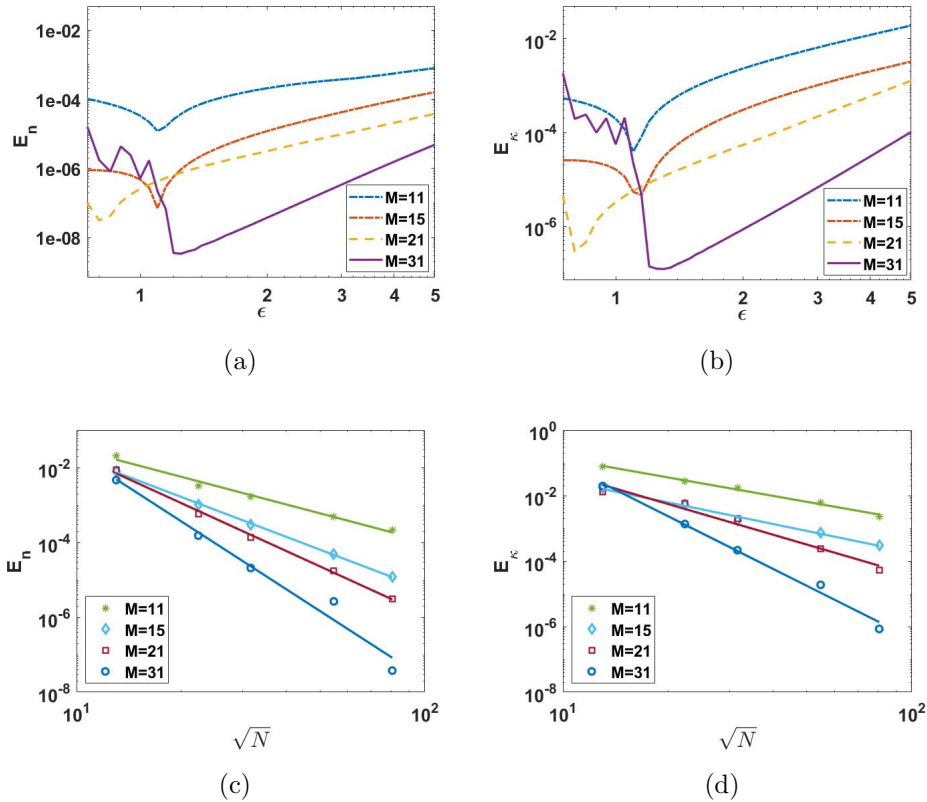 1e-02
1e-04
1e-06
1e-08
E_n
1 2 3 4 5
ϵ
M=11
M=15
M=21
M=31
(a)
10^-2
10^-4
10^-6
E_κ
1 2 3 4 5
ϵ
M=11
M=15
M=21
M=31
(b)
10^-2
10^-4
10^-6
10^-8
E_n
10^1 10^2
√N
M=11
M=15
M=21
M=31
(c)
10^0
10^-2
10^-4
10^-6
10^-8
E_κ
10^1 10^2
√N
M=11
M=15
M=21
M=31
(d)